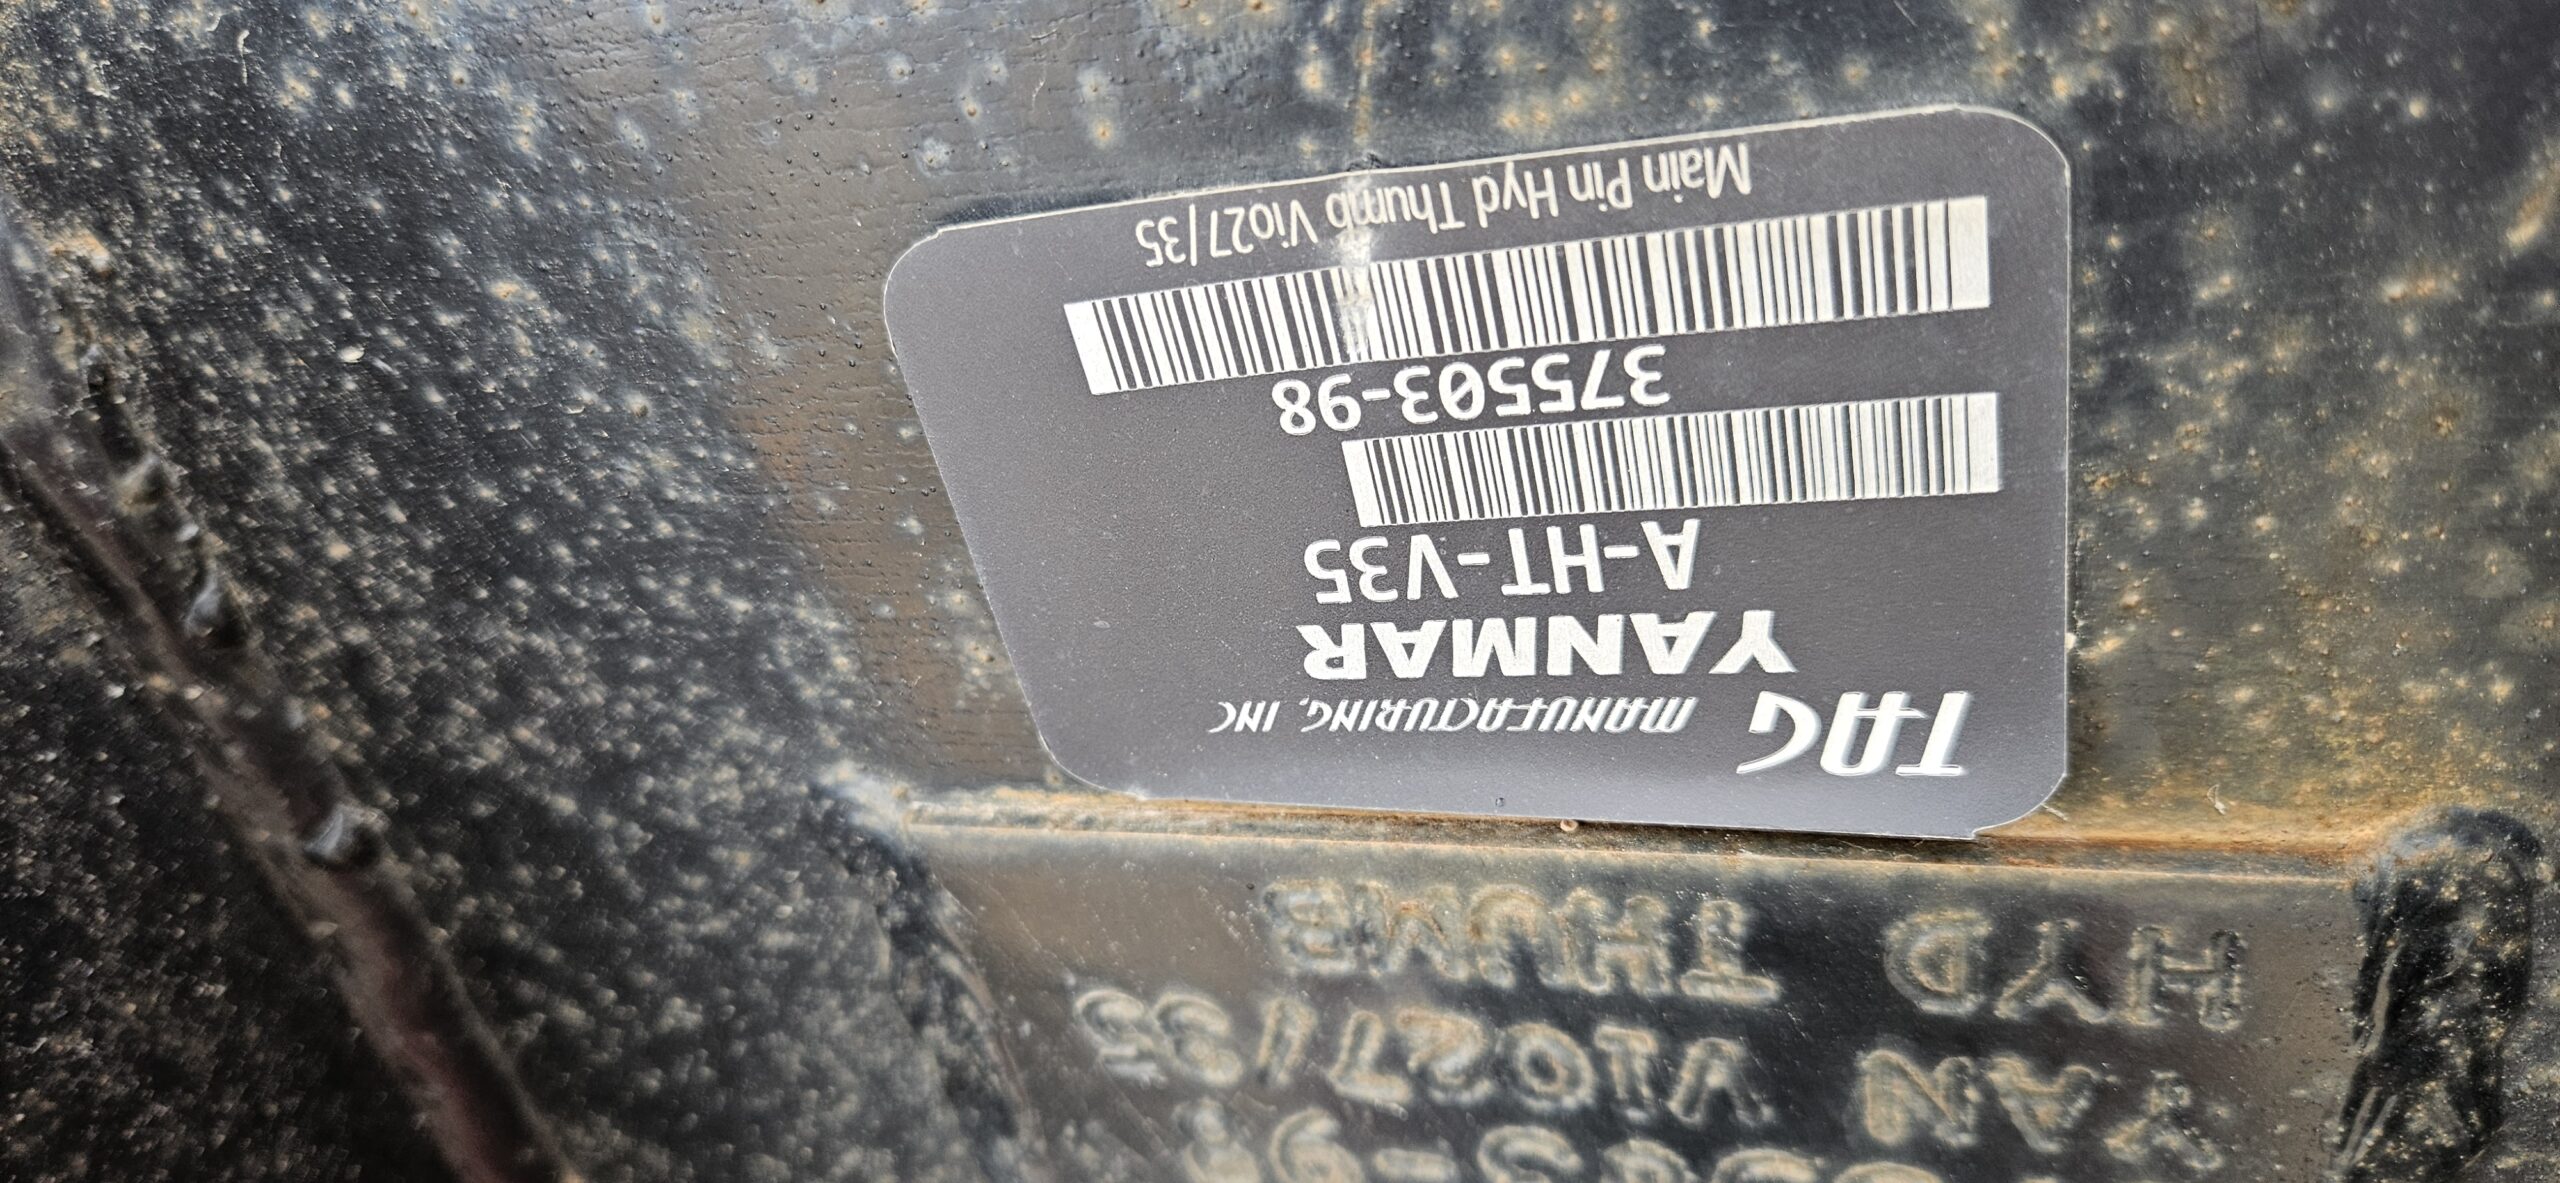 TAG MANUFACTURING, INC
YANMAR
A-HT-V35
375503-98
Main Pin Hyd Thumb Vio27/35
HYD THUMB
YAN VIO27/35